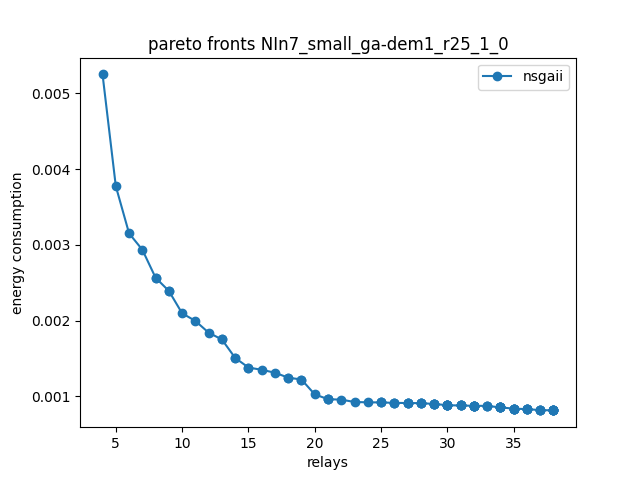 pareto fronts NIn7_small_ga-dem1_r25_1_0
nsgaii
0.005
0.004
0.003
0.002
0.001
energy consumption
5 10 15 20 25 30 35
relays